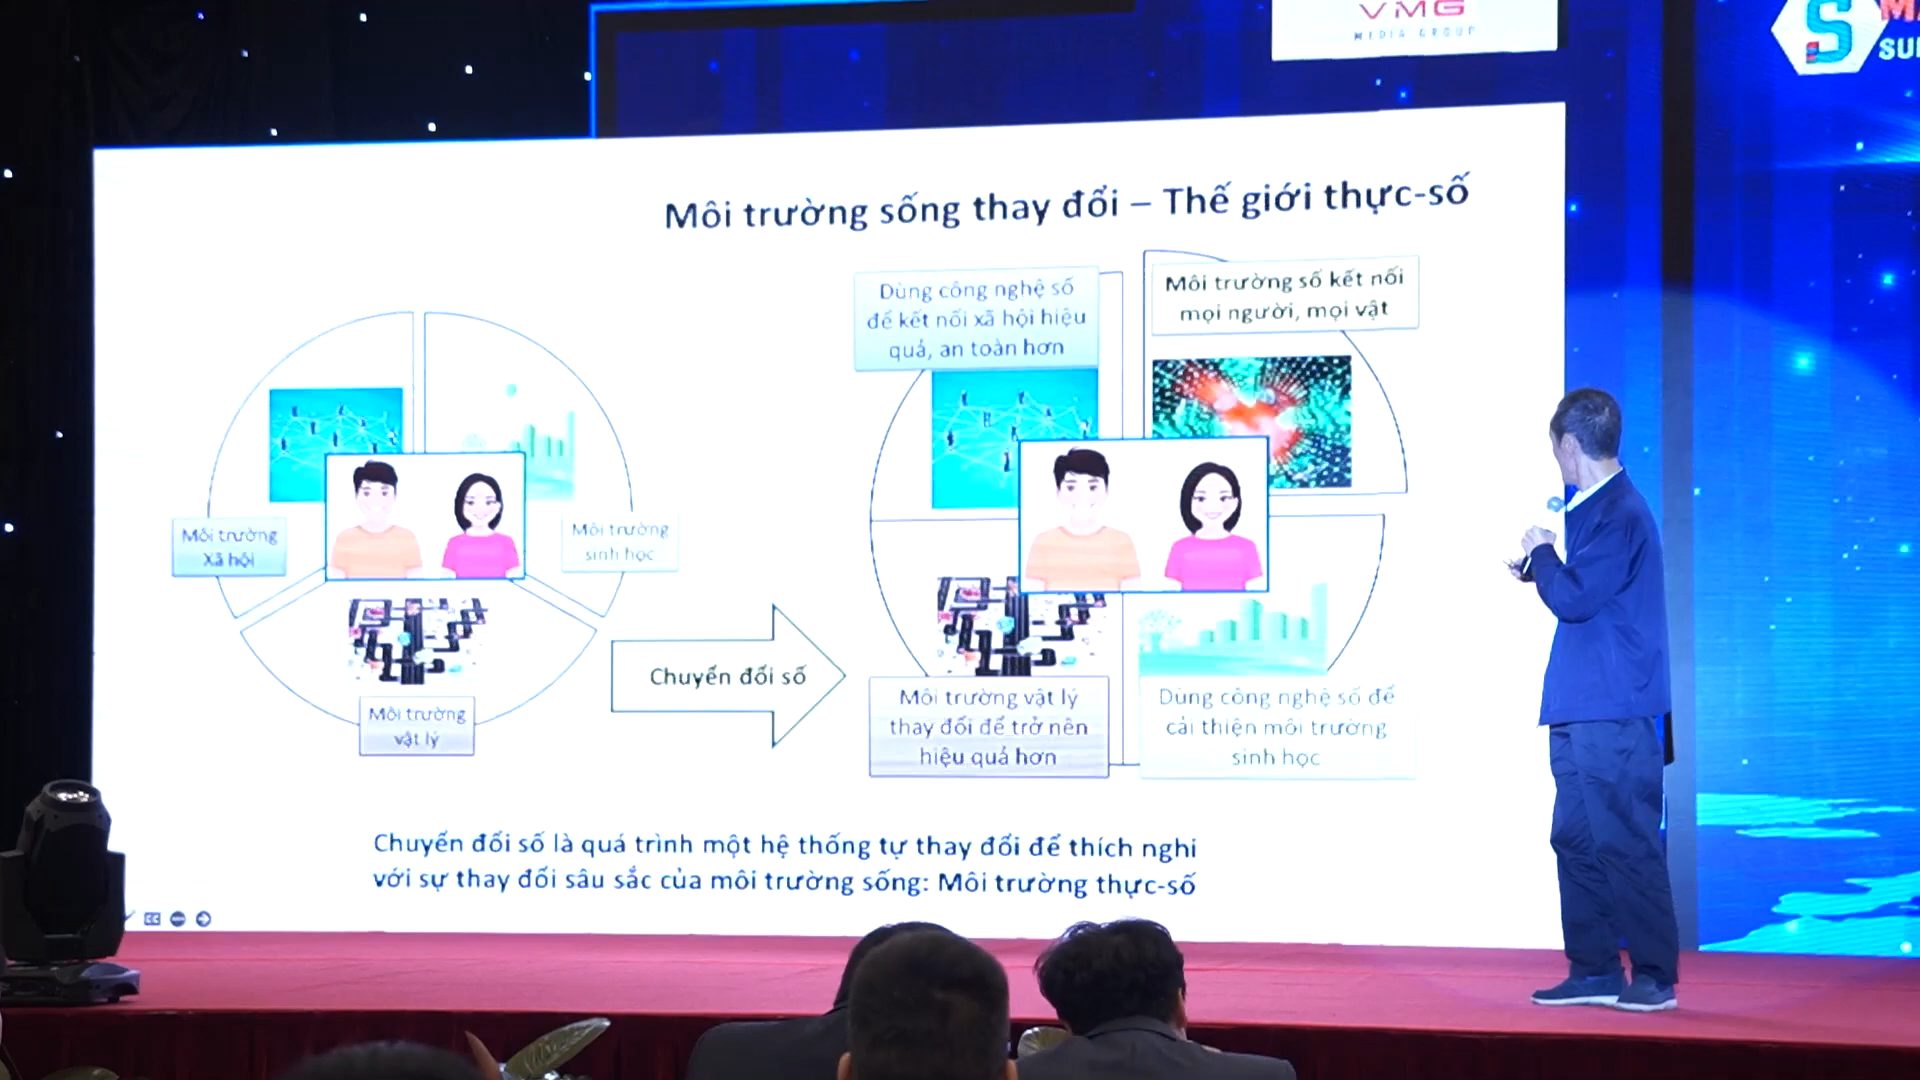 VMG
MEDIA GROUP
S
Môi trường sống thay đổi – Thế giới thực-số
Môi trường
Xã hội
Môi trường
sinh học
Môi trường
vật lý
Chuyển đổi số
Dùng công nghệ số
để kết nối xã hội hiệu
quả, an toàn hơn
Môi trường số kết nối
mọi người, mọi vật
Môi trường vật lý
thay đổi để trở nên
hiệu quả hơn
Dùng công nghệ số để
cải thiện môi trường
sinh học
Chuyển đổi số là quá trình một hệ thống tự thay đổi để thích nghi
với sự thay đổi sâu sắc của môi trường sống: Môi trường thực-số